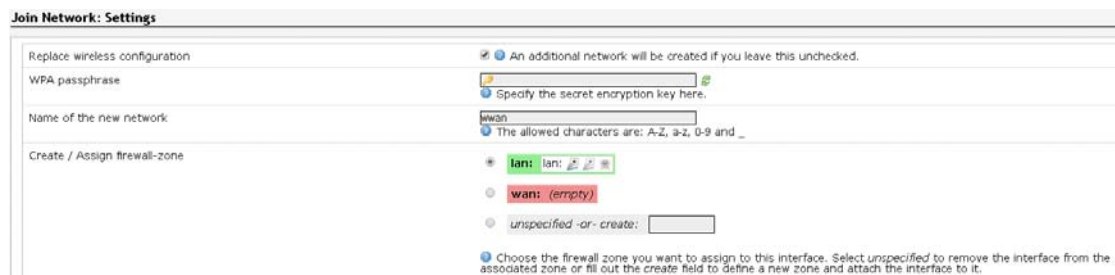 Join Network: Settings
Replace wireless configuration
An additional network will be created if you leave this unchecked.
WPA passphrase
Specify the secret encryption key here.
Name of the new network
wwan
The allowed characters are: A-Z, a-z, 0-9 and _
Create / Assign firewall-zone
lan: lan:
wan: (empty)
unspecified -or- create:
Choose the firewall zone you want to assign to this interface. Select unspecified to remove the interface from the
associated zone or fill out the create field to define a new zone and attach the interface to it.